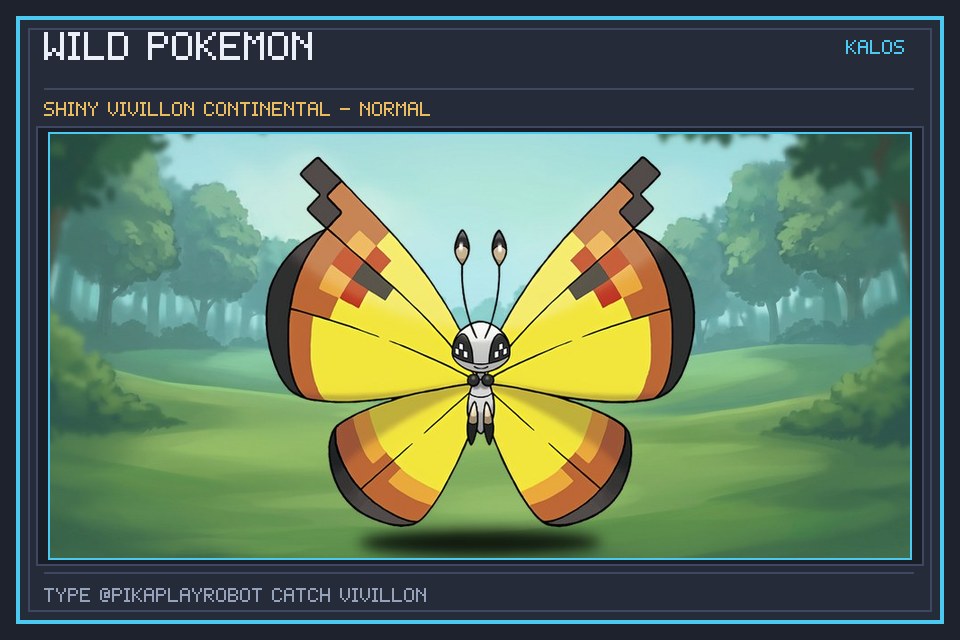 WILD POKEMON
KALOS
SHINY VIVILLON CONTINENTAL - NORMAL
TYPE @PIKAPLAYROBOT CATCH VIVILLON